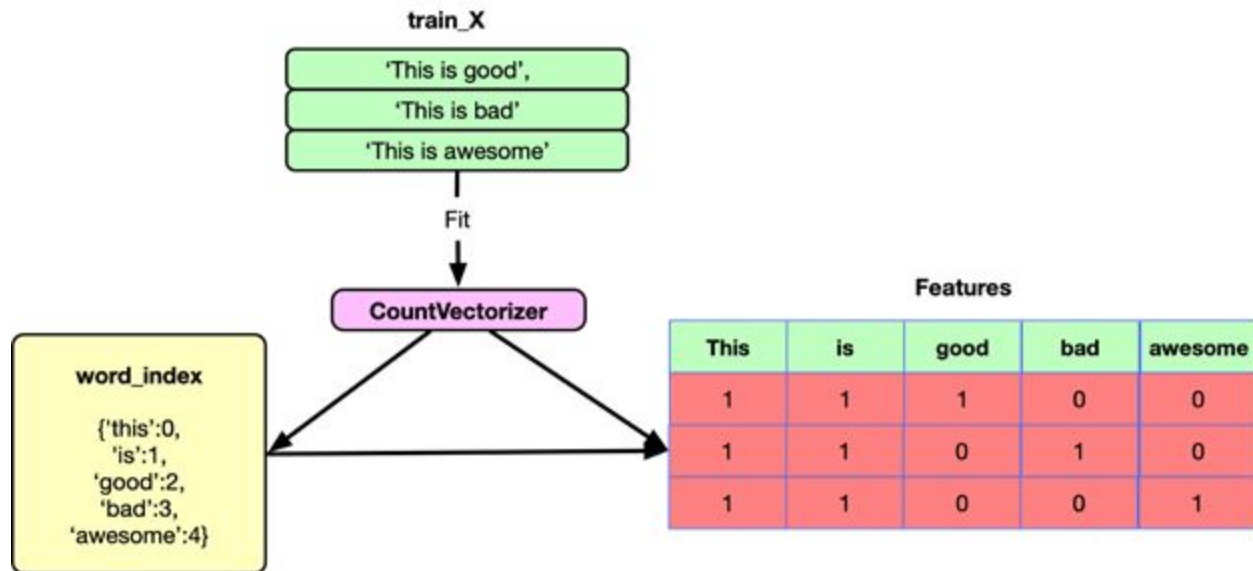 train_X
‘This is good’,
‘This is bad’
‘This is awesome’
Fit
CountVectorizer
word_index
{'this':0,
'is':1,
‘good’:2,
‘bad’:3,
‘awesome’:4}
Features
This is good bad awesome
1 1 1 0 0
1 1 0 1 0
1 1 0 0 1